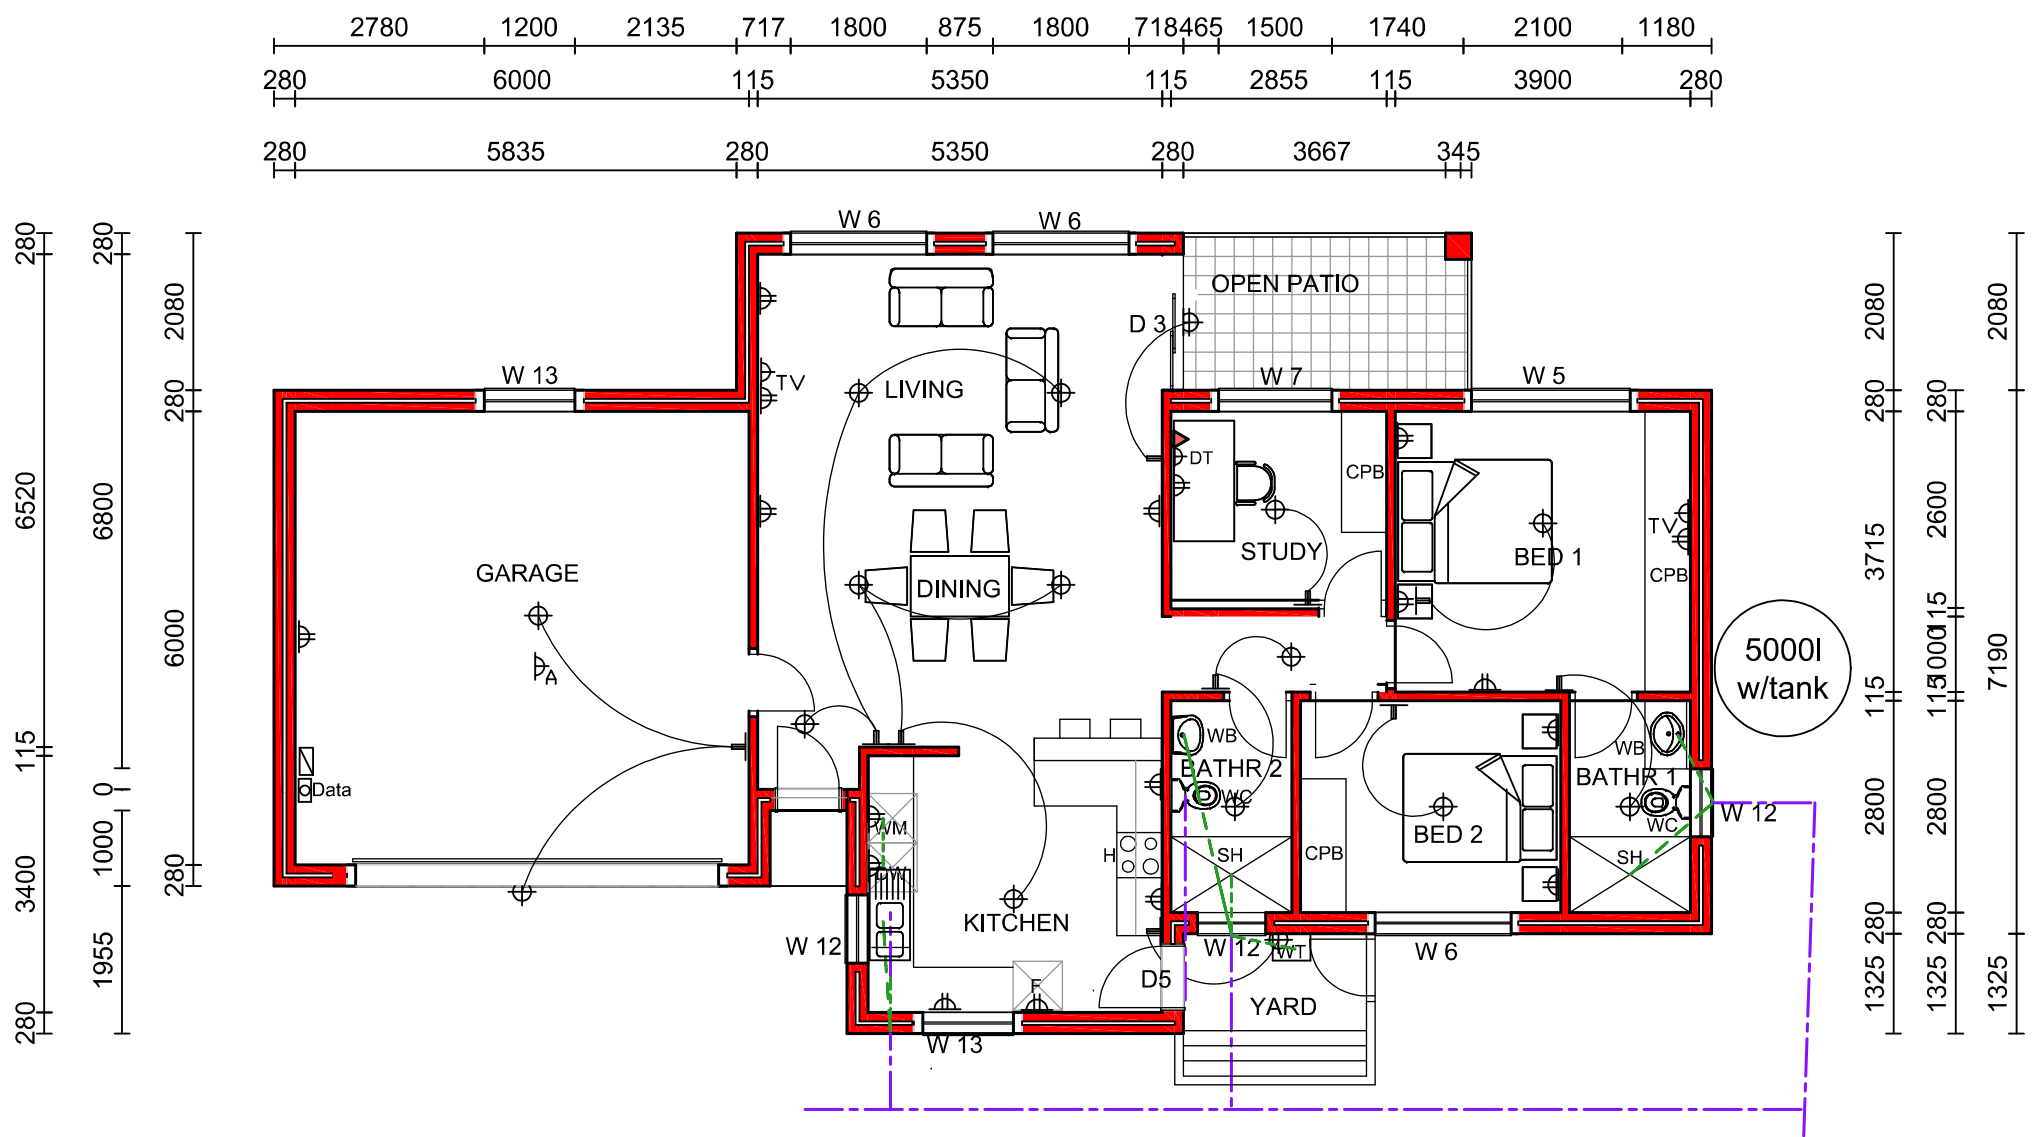 2780 1200 2135 717 1800 875 1800 718 465 1500 1740 2100 1180
280 6000 115 5350 115 2855 115 3900 280
280 5835 280 5350 280 3667 345
280 6520 115 3400 280
280 6800 0 1000 1955
2080 280 6000 280
W 6
W 6
OPEN PATIO
D 3
W 13
TV
LIVING
W 7
W 5
DT
CPB
STUDY
BED 1
TV
CPB
GARAGE
DINING
5000l
w/tank
A
Data
WB
BATHR 2
WC
WB
BATHR 1
WC
W 12
WM
DW
H
SH
CPB
BED 2
SH
KITCHEN
W 12
W 12
WT
W 6
D5
F
YARD
W 13
2080 280 3715 115 2800 280 1325
280 2600 115 1000 115 2800 280 1325
2080 7190 1325